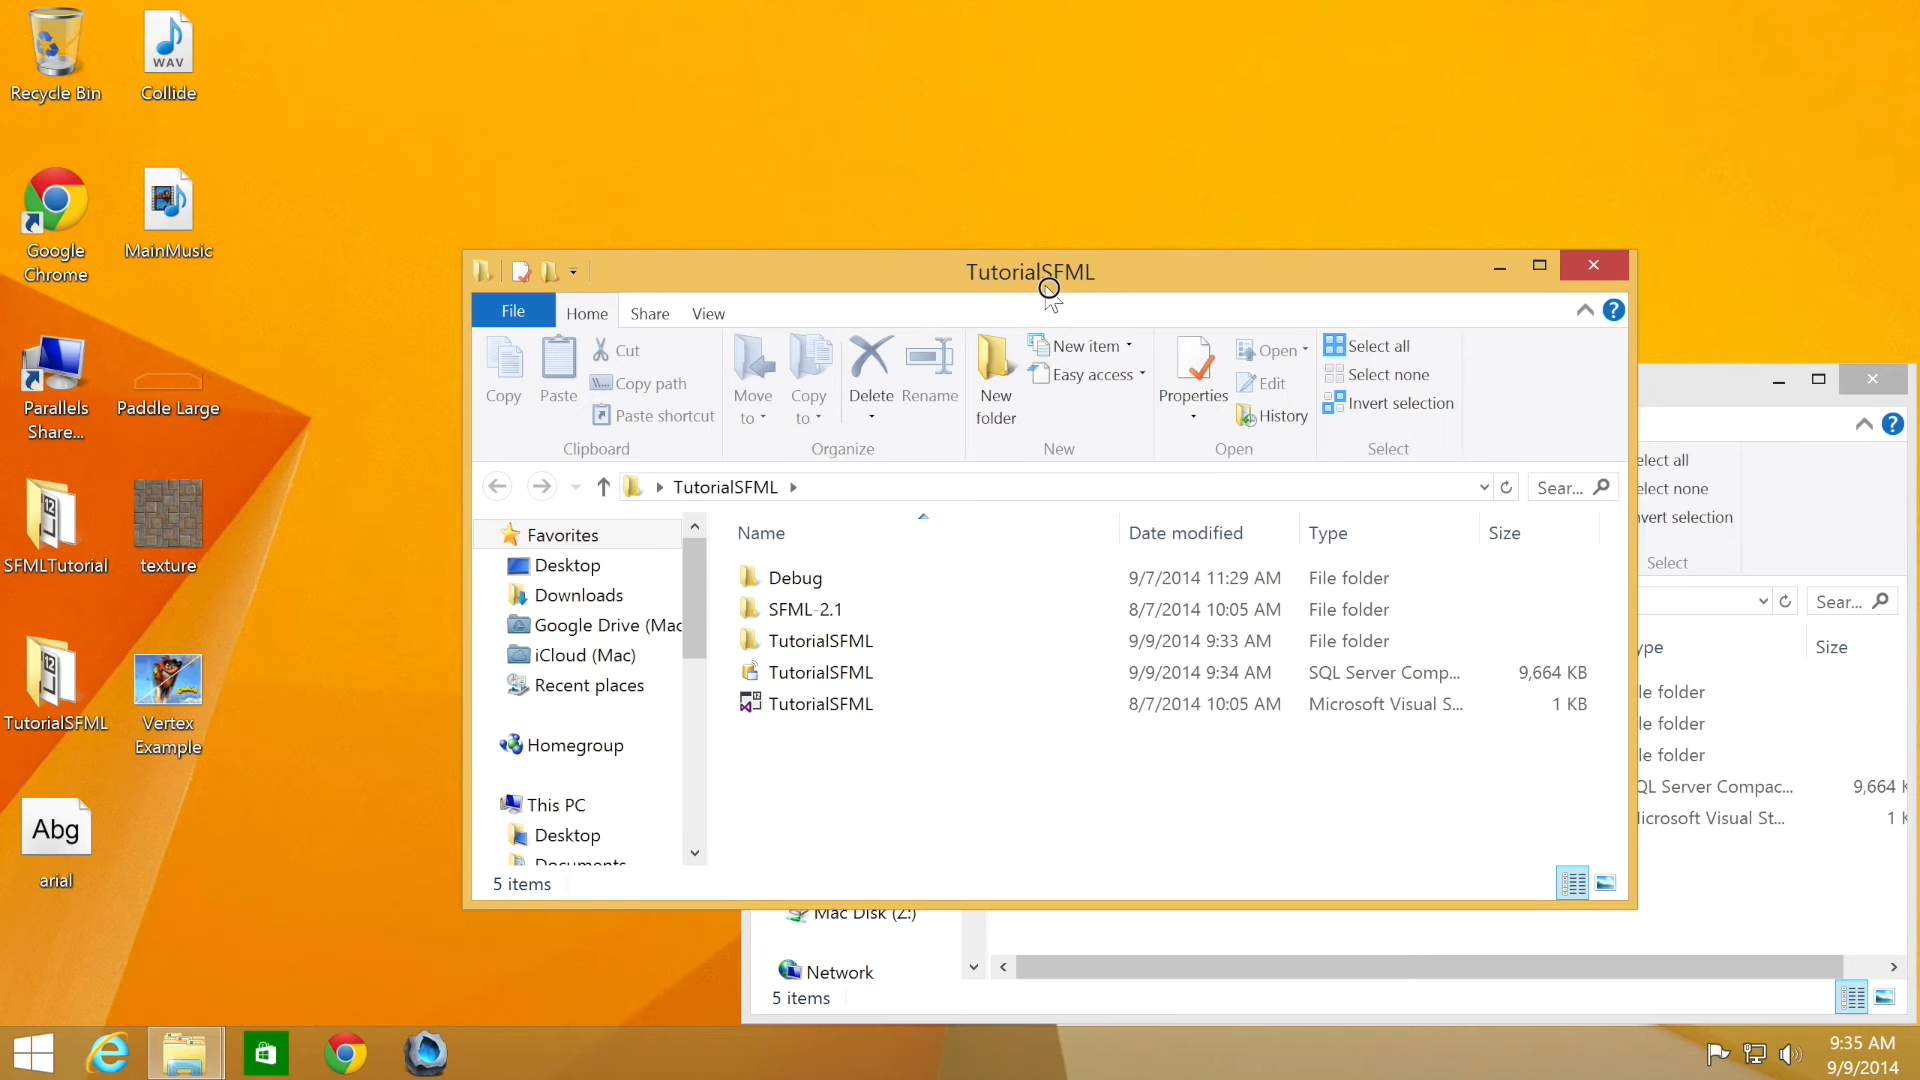 Recycle Bin
WAV
Collide
Google
Chrome
MainMusic
Parallels
Share...
Paddle Large
SFMLTutorial
texture
TutorialSFML
Vertex
Example
Abg
arial
TutorialSFML
File
Home
Share
View
Copy
Paste
Cut
Copy path
Paste shortcut
Clipboard
Move
to
Copy
to
Delete
Rename
Organize
New
folder
New item
Easy access
New
Properties
Open
Edit
History
Open
Select all
Select none
Invert selection
Select
TutorialSFML
Sear...
Favorites
Desktop
Downloads
Google Drive (Mac
iCloud (Mac)
Recent places
Homegroup
This PC
Desktop
Documents
Name Date modified Type Size
Debug 9/7/2014 11:29 AM File folder
SFML-2.1 8/7/2014 10:05 AM File folder
TutorialSFML 9/9/2014 9:33 AM File folder
TutorialSFML 9/9/2014 9:34 AM SQL Server Comp... 9,664 KB
TutorialSFML 8/7/2014 10:05 AM Microsoft Visual S... 1 KB
5 items
elect all
elect none
nvert selection
Select
Sear...
ype Size
le folder
le folder
le folder
QL Server Compac... 9,664 K
licrosoft Visual St... 1 K
Mac Disk (Z:)
Network
5 items
9:35 AM
9/9/2014